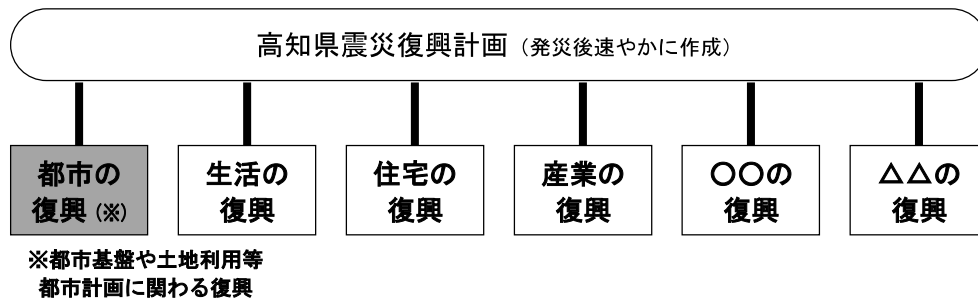 高知県震災復興計画（発災後速やかに作成）
都市の
復興（※）
生活の
復興
住宅の
復興
産業の
復興
○○の
復興
△△の
復興
※都市基盤や土地利用等
都市計画に関わる復興